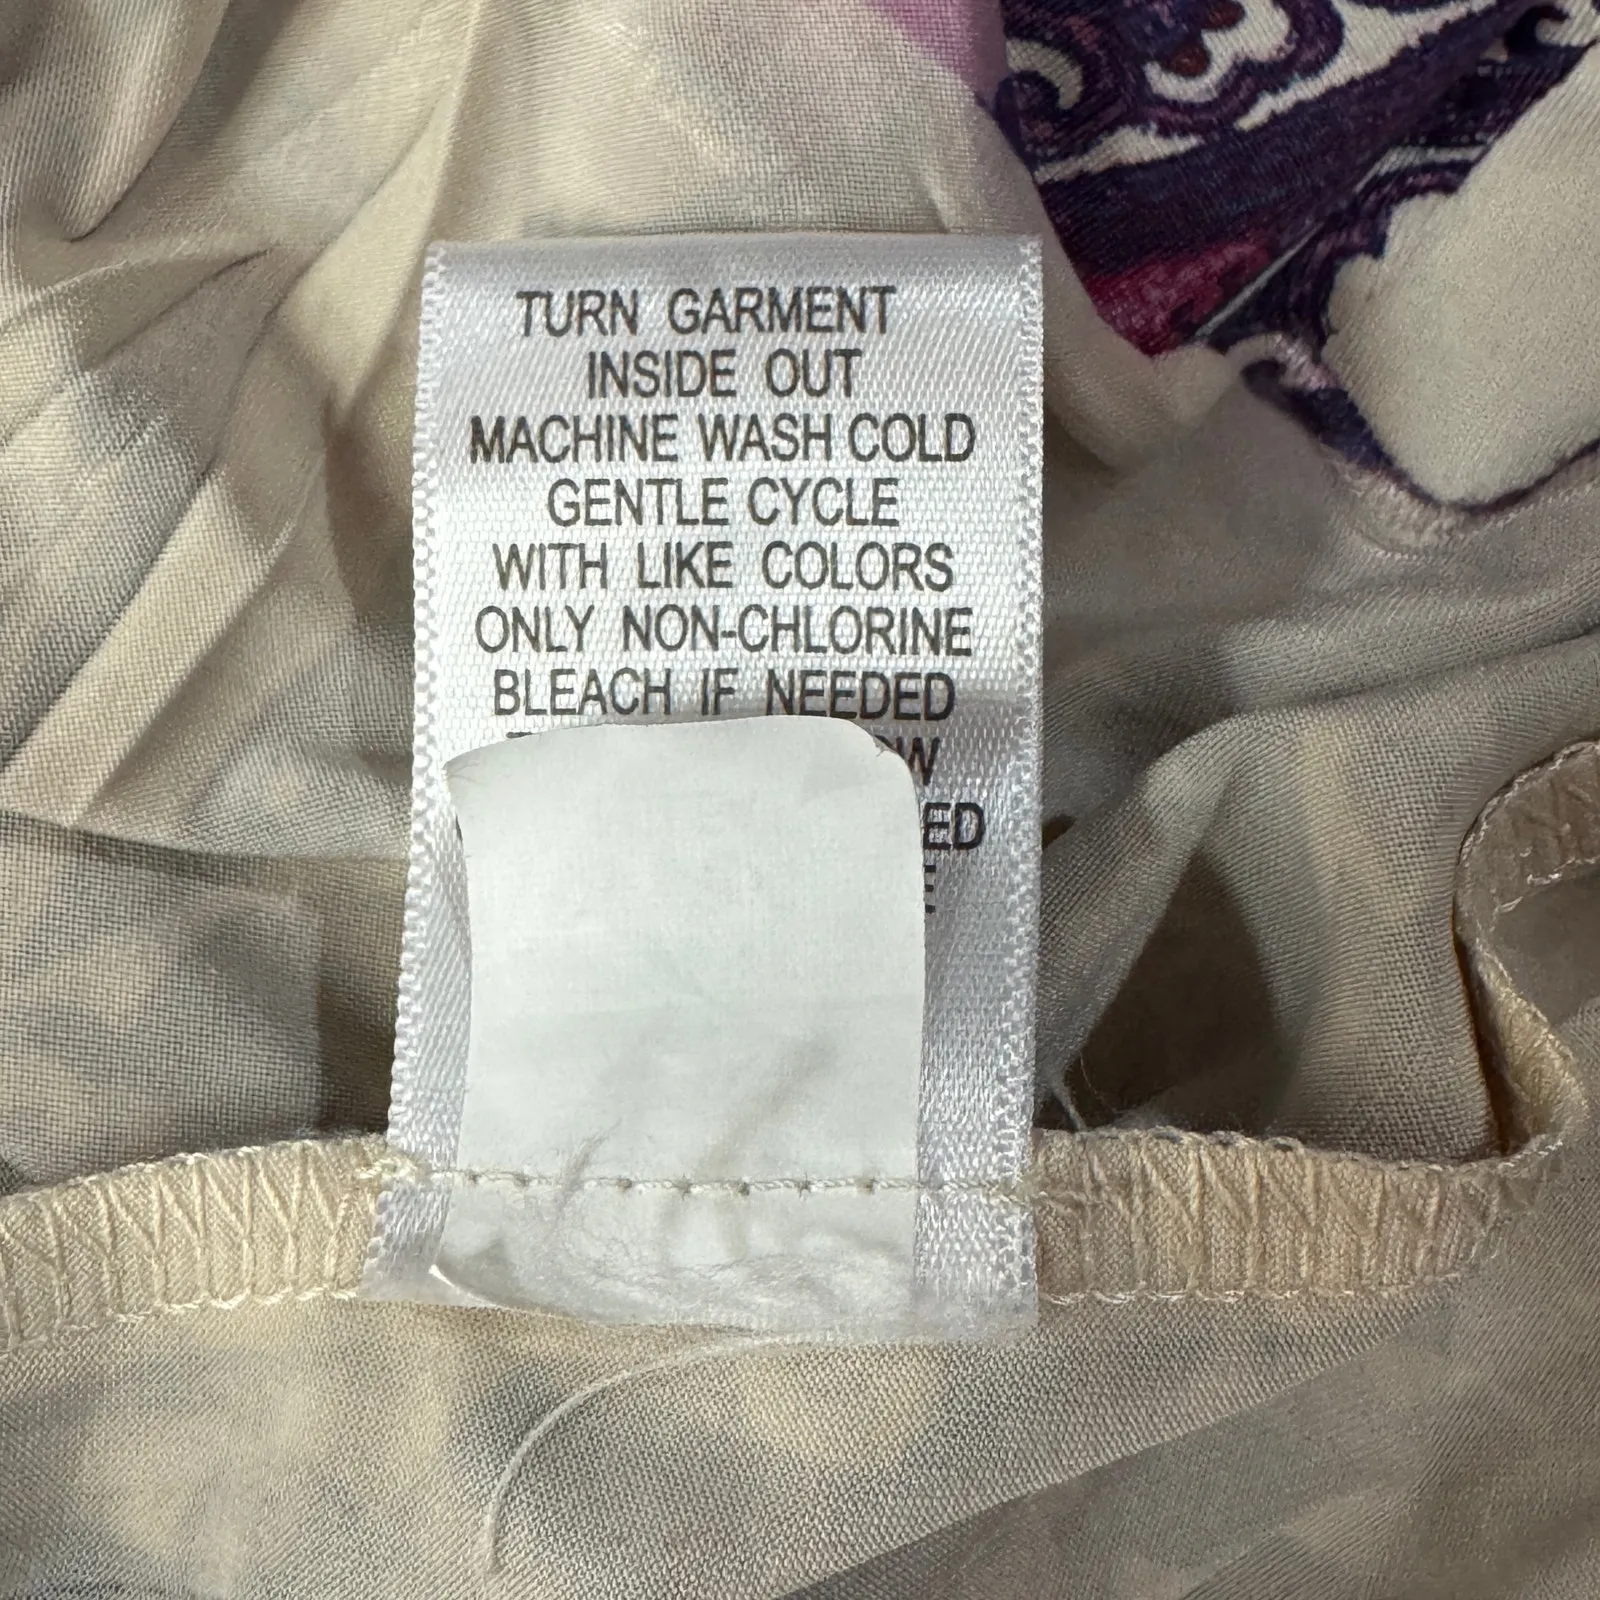 TURN GARMENT
INSIDE OUT
MACHINE WASH COLD
GENTLE CYCLE
WITH LIKE COLORS
ONLY NON-CHLORINE
BLEACH IF NEEDED